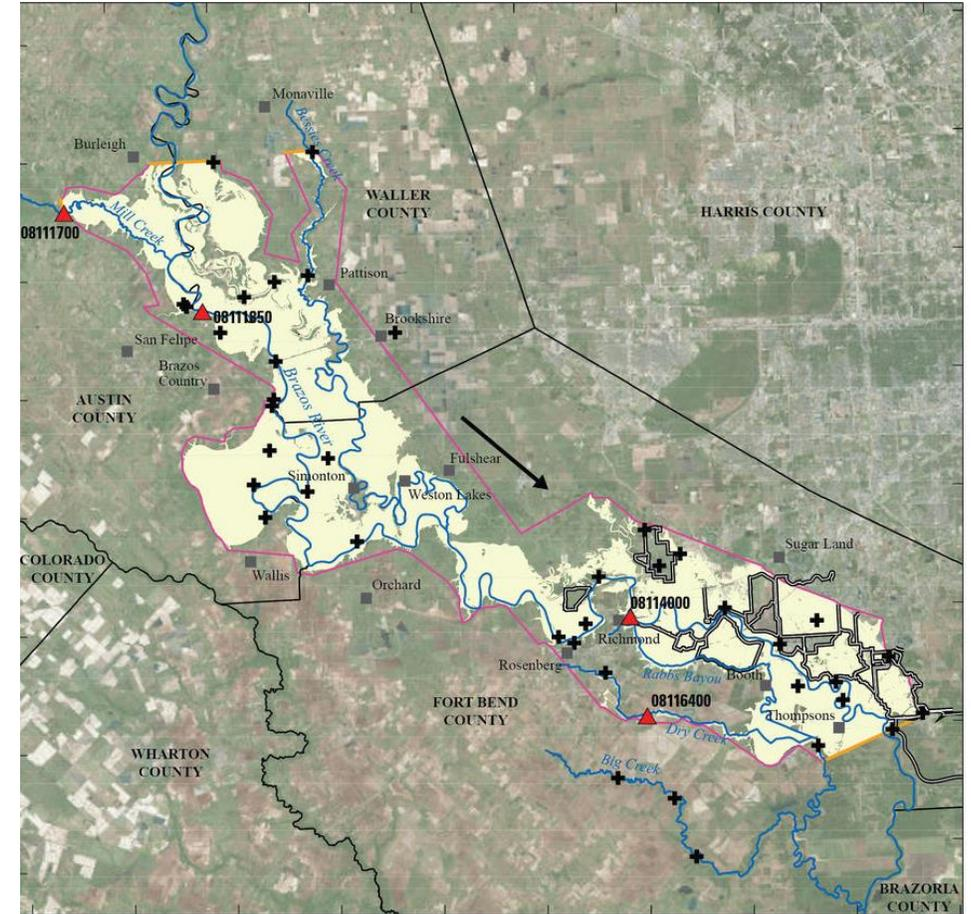 Monaville
Bessies Creek
Burleigh
WALLER
COUNTY
HARRIS COUNTY
Mill Creek
08111700
Pattison
08111850
Brookshire
San Felipe
Brazos
Country
Brazos River
AUSTIN
COUNTY
Fulshear
Simonton
Weston Lakes
Sugar Land
COLORADO
COUNTY
Wallis
Orchard
08114000
Richmond
Rosenberg
Rabbs Bayou
Booth
FORT BEND
COUNTY
08116400
Thompsons
Dry Creek
WHARTON
COUNTY
Big Creek
BRAZORIA
COUNTY